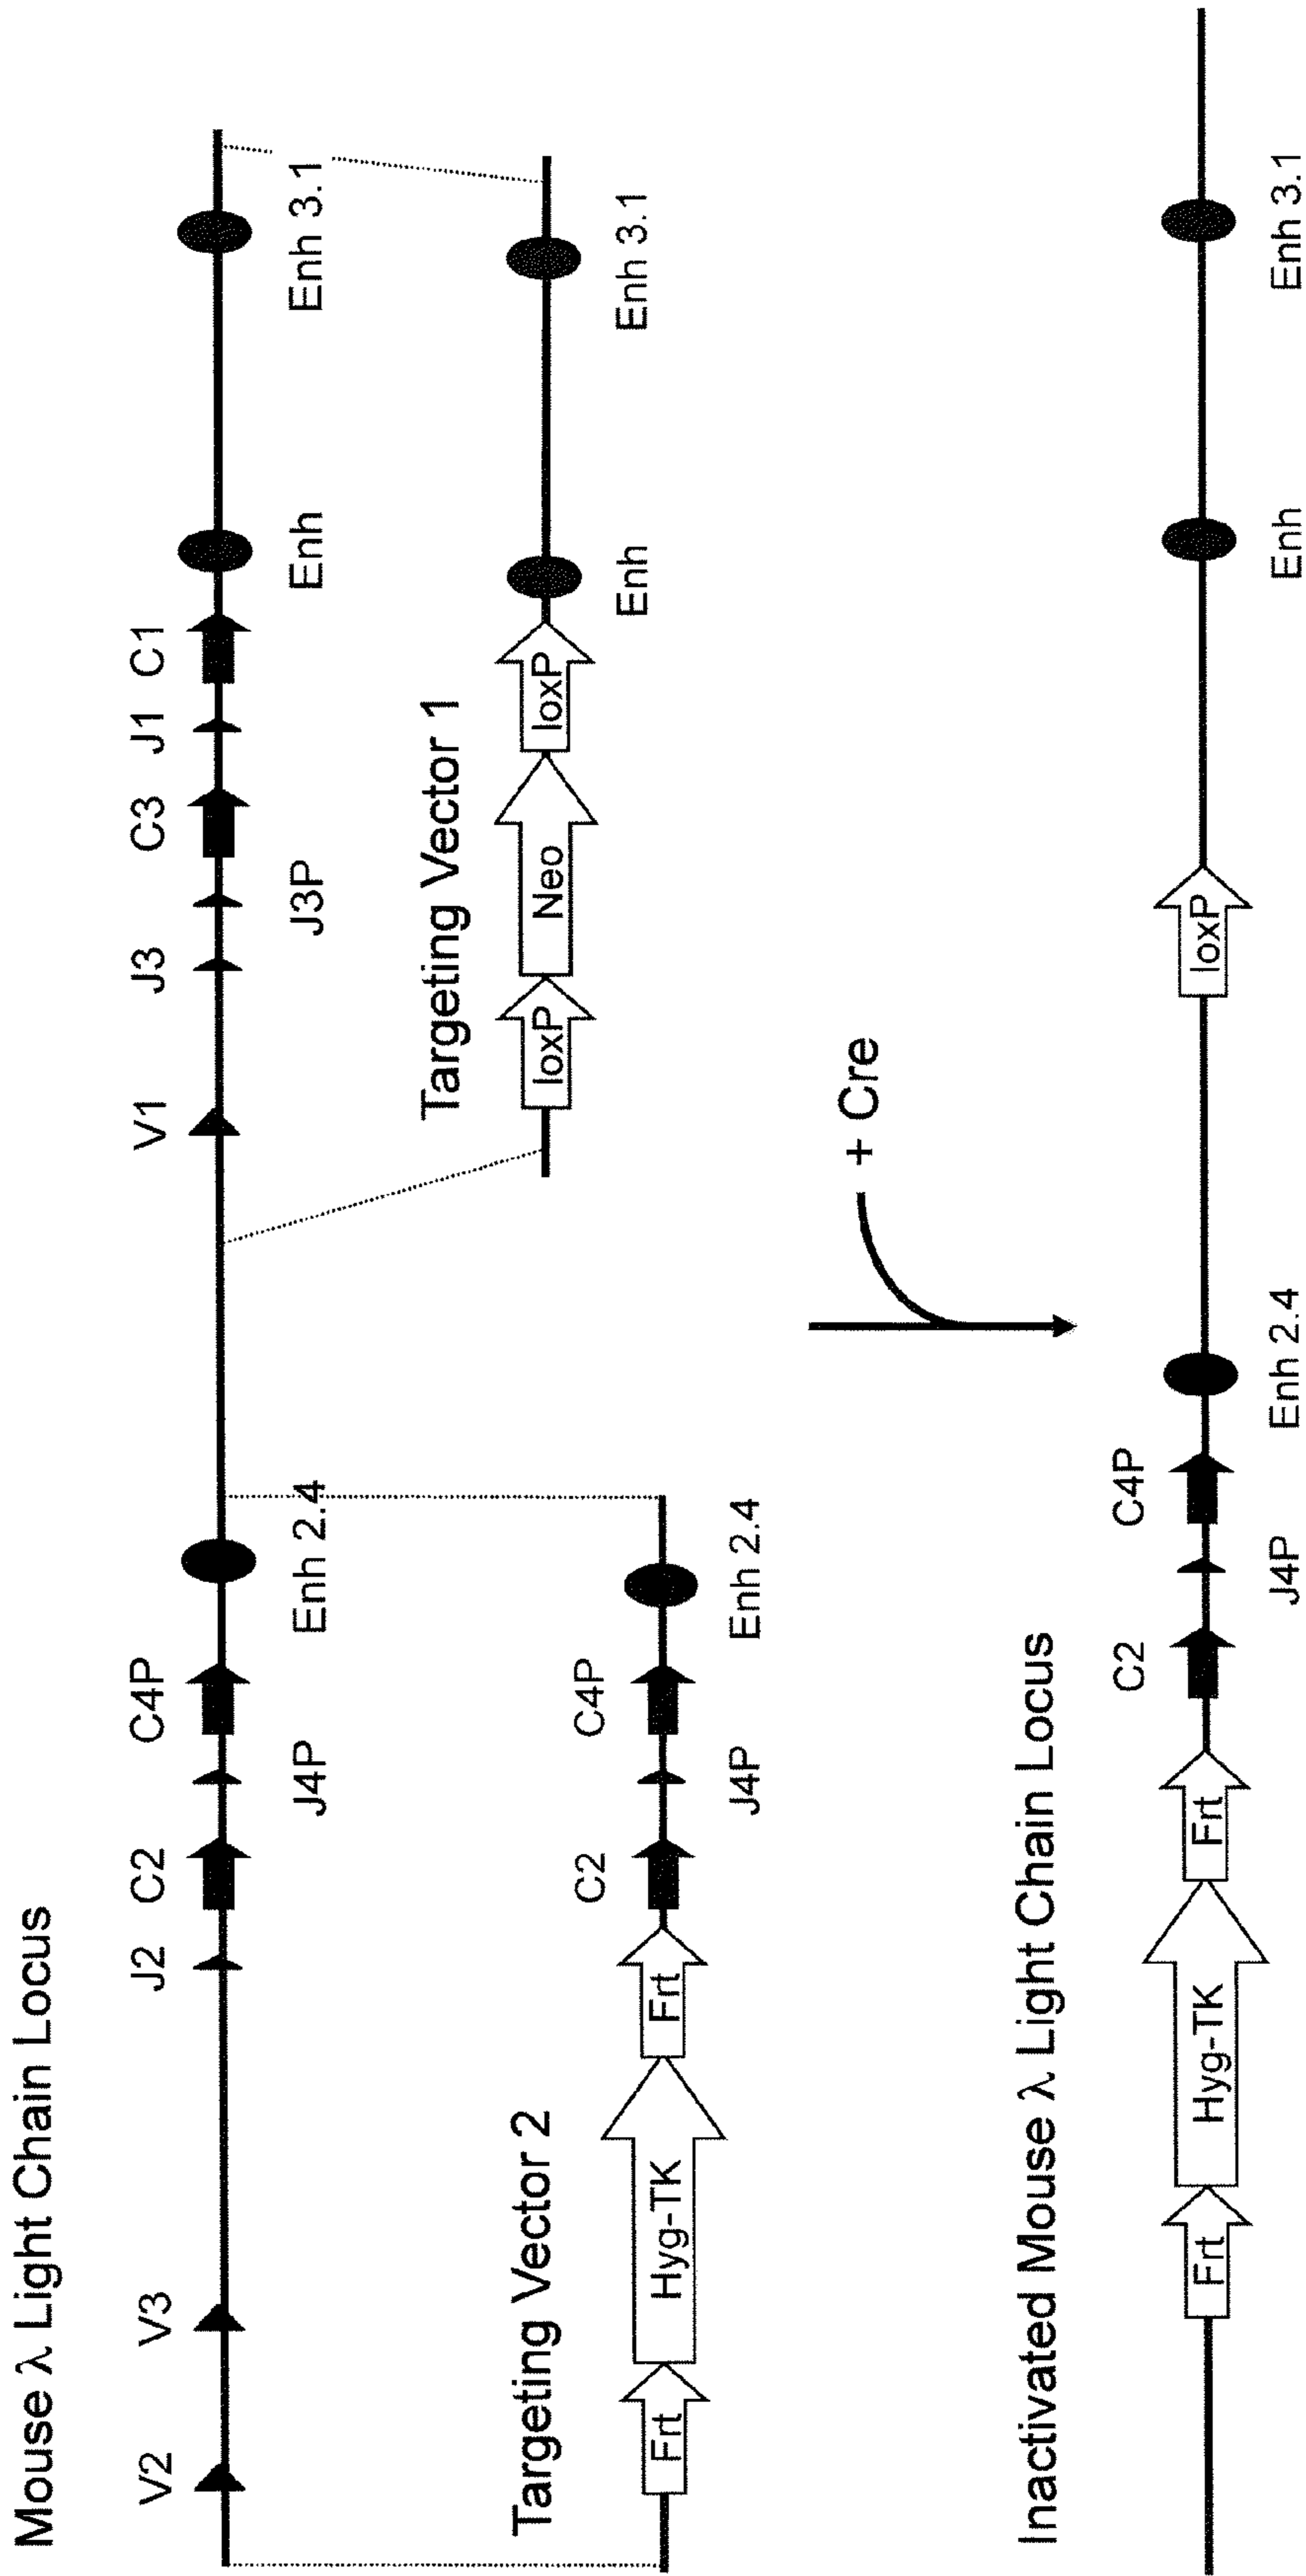 Mouse λ Light Chain Locus
V2 V3 J2 C2 C4P V1 J3 C3 J1 C1
J4P Enh 2.4 J3P Enh Enh 3.1
Targeting Vector 1
loxP Neo loxP
Enh Enh 3.1
Targeting Vector 2
C2 C4P
Frt Hyg-TK Frt
J4P Enh 2.4
+ Cre
Inactivated Mouse λ Light Chain Locus
C2 C4P
Frt Hyg-TK Frt loxP
J4P Enh 2.4 Enh Enh 3.1